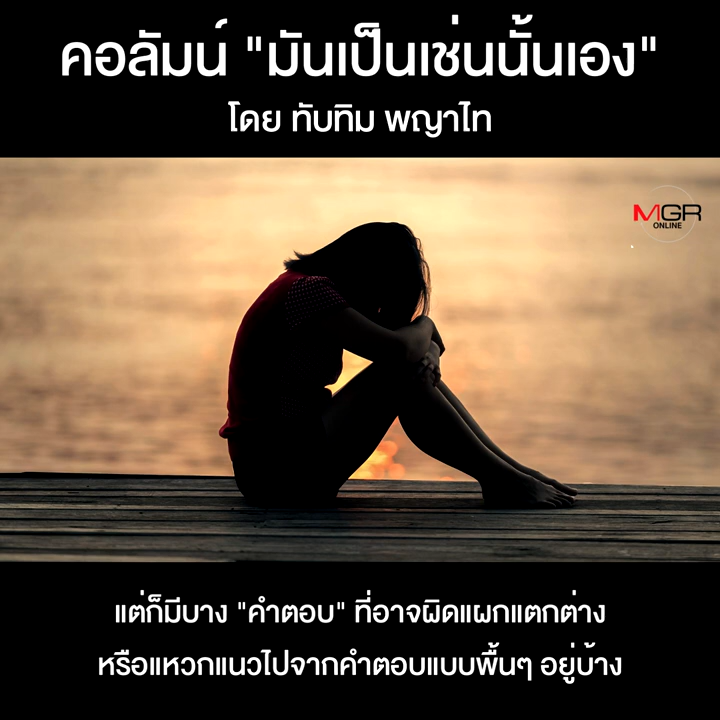 คอลัมน์ "มันเป็นเช่นนั้นเอง"
โดย ทับทิม พญาไท
MGR
ONLINE
แต่ก็มีบาง "คำตอบ" ที่อาจผิดแผกแตกต่าง
หรือแหวกแนวไปจากคำตอบแบบพื้นๆ อยู่บ้าง